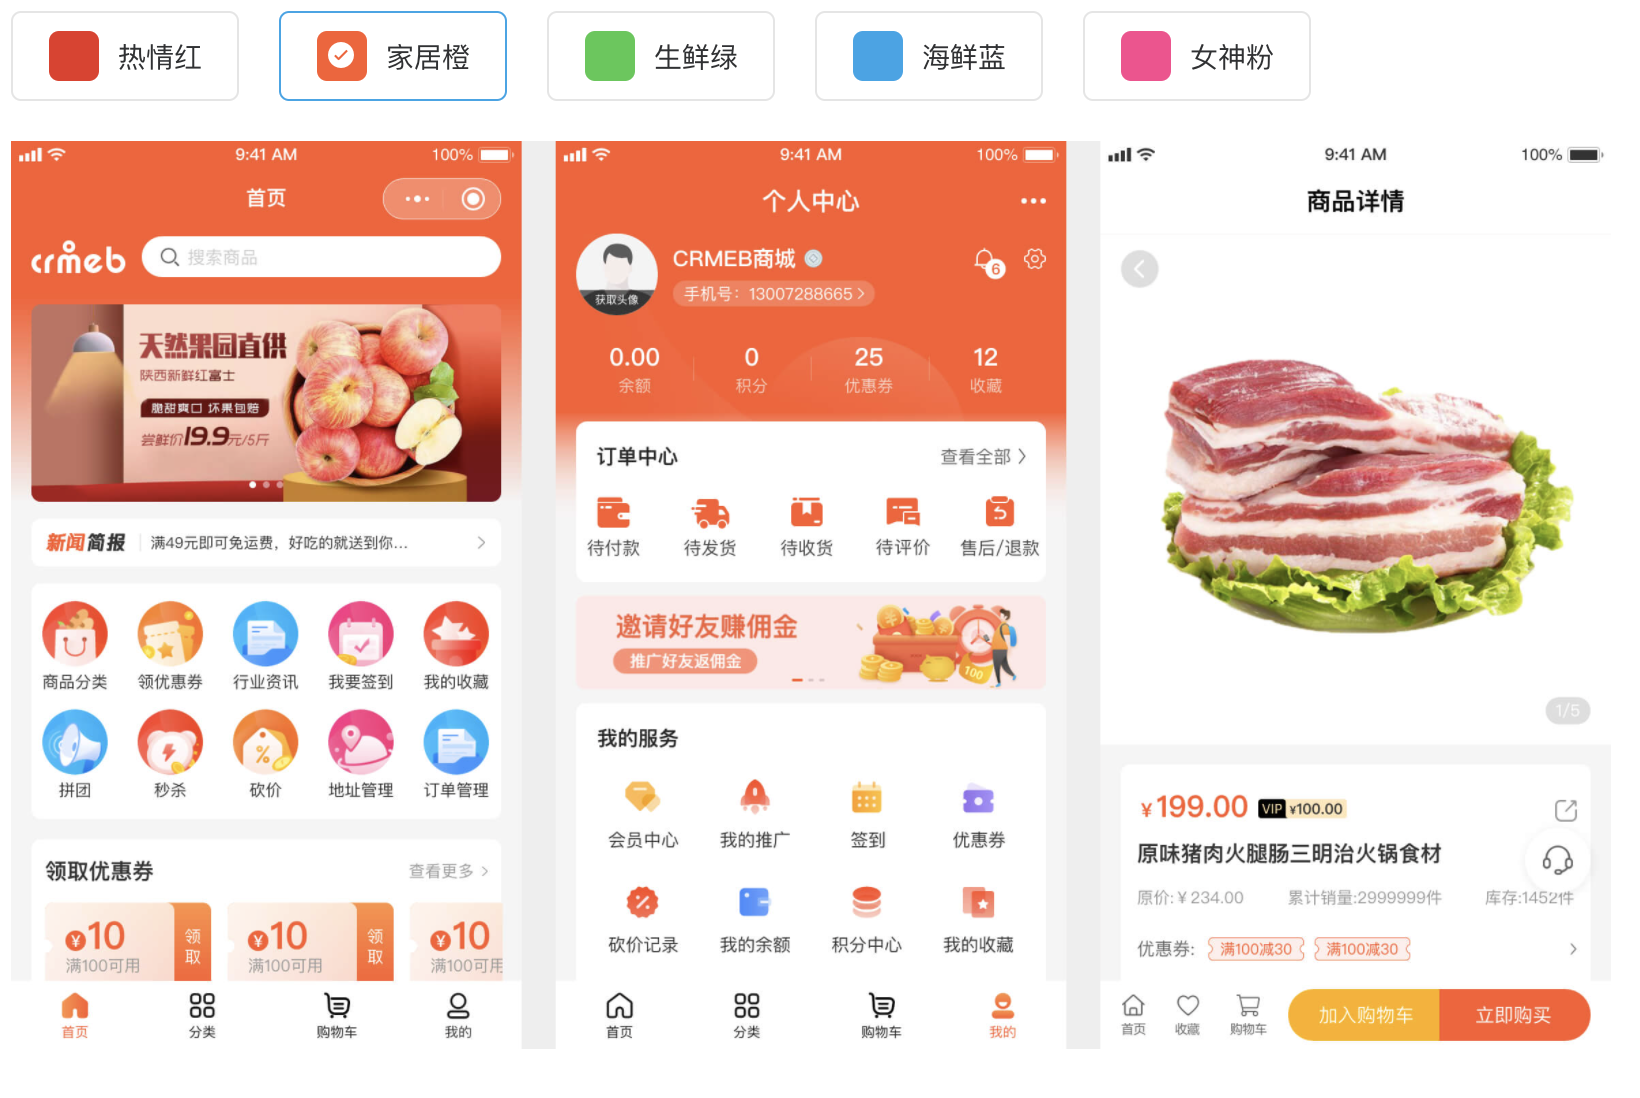 热情红
家居橙
生鲜绿
海鲜蓝
女神粉
9:41 AM
100%
首页
crmeb
搜索商品
天然果园直供
陕西新鲜红富士
脆甜爽口 坏果包赔
尝鲜价19.9元/5斤
新闻简报
满49元即可免运费，好吃的就送到你...
商品分类
领优惠券
行业资讯
我要签到
我的收藏
拼团
秒杀
砍价
地址管理
订单管理
领取优惠券
查看更多
¥10
满100可用
领取
¥10
满100可用
领取
¥10
满100可用
首页
分类
购物车
我的
9:41 AM
100%
个人中心
获取头像
CRMEB商城
手机号：13007288665
6
0.00
0
25
12
余额
积分
优惠券
收藏
订单中心
查看全部
待付款
待发货
待收货
待评价
售后/退款
邀请好友赚佣金
推广好友返佣金
100
我的服务
会员中心
我的推广
签到
优惠券
砍价记录
我的余额
积分中心
我的收藏
首页
分类
购物车
我的
9:41 AM
100%
商品详情
1/5
¥199.00
VIP ¥100.00
原味猪肉火腿肠三明治火锅食材
原价:¥234.00
累计销量:2999999件
库存:1452件
优惠券:
满100减30
满100减30
首页
收藏
购物车
加入购物车
立即购买